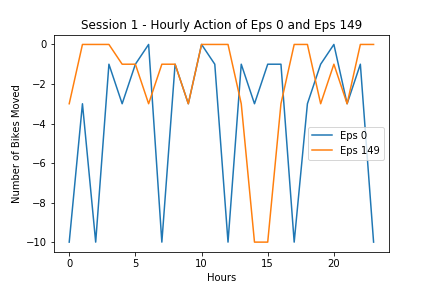 Session 1 - Hourly Action of Eps 0 and Eps 149
Number of Bikes Moved
0
−2
−4
−6
−8
−10
Eps 0
Eps 149
0 5 10 15 20
Hours